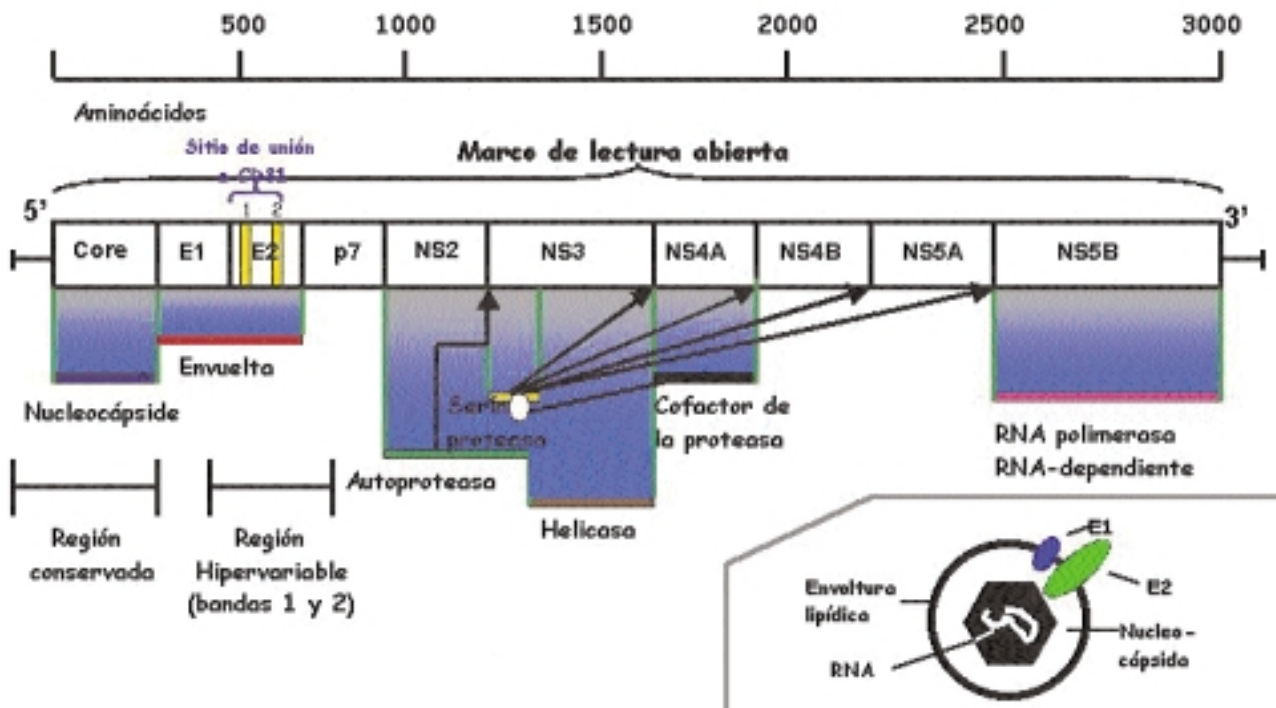 500 1000 1500 2000 2500 3000
Aminoácidos
Sitio de unión
a Cb81
Marco de lectura abierta
5' 3'
1 2
Core E1 E2 p7 NS2 NS3 NS4A NS4B NS5A NS5B
Envuelta
Nucleocápside
proteasa
Cofactor de
la proteasa
RNA polimerasa
RNA-dependiente
Autoproteasa
Helicasa
Región
conservada
Región
Hipervariable
(bandas 1 y 2)
E1
E2
Envoltura
lipídica
RNA
Nucleo-
cápsida